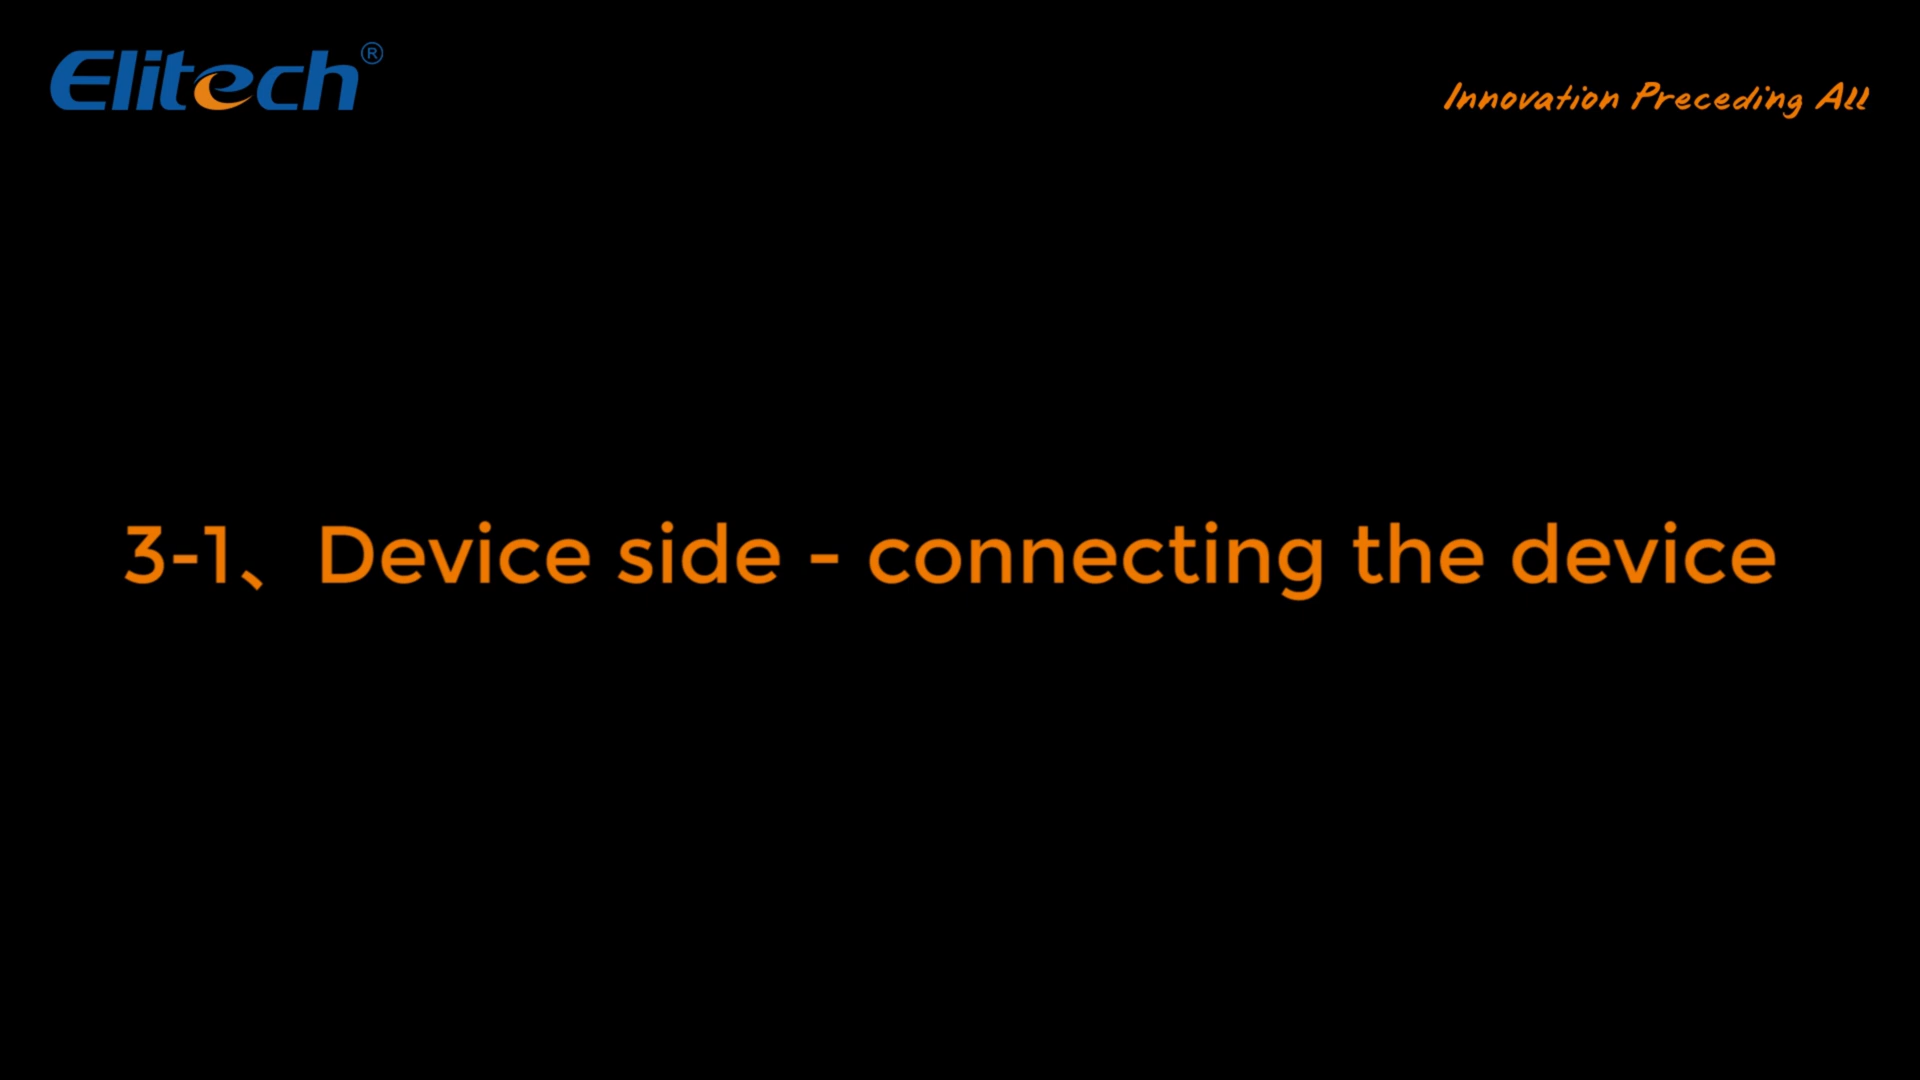 Elitech®
Innovation Preceding All
3-1、Device side - connecting the device